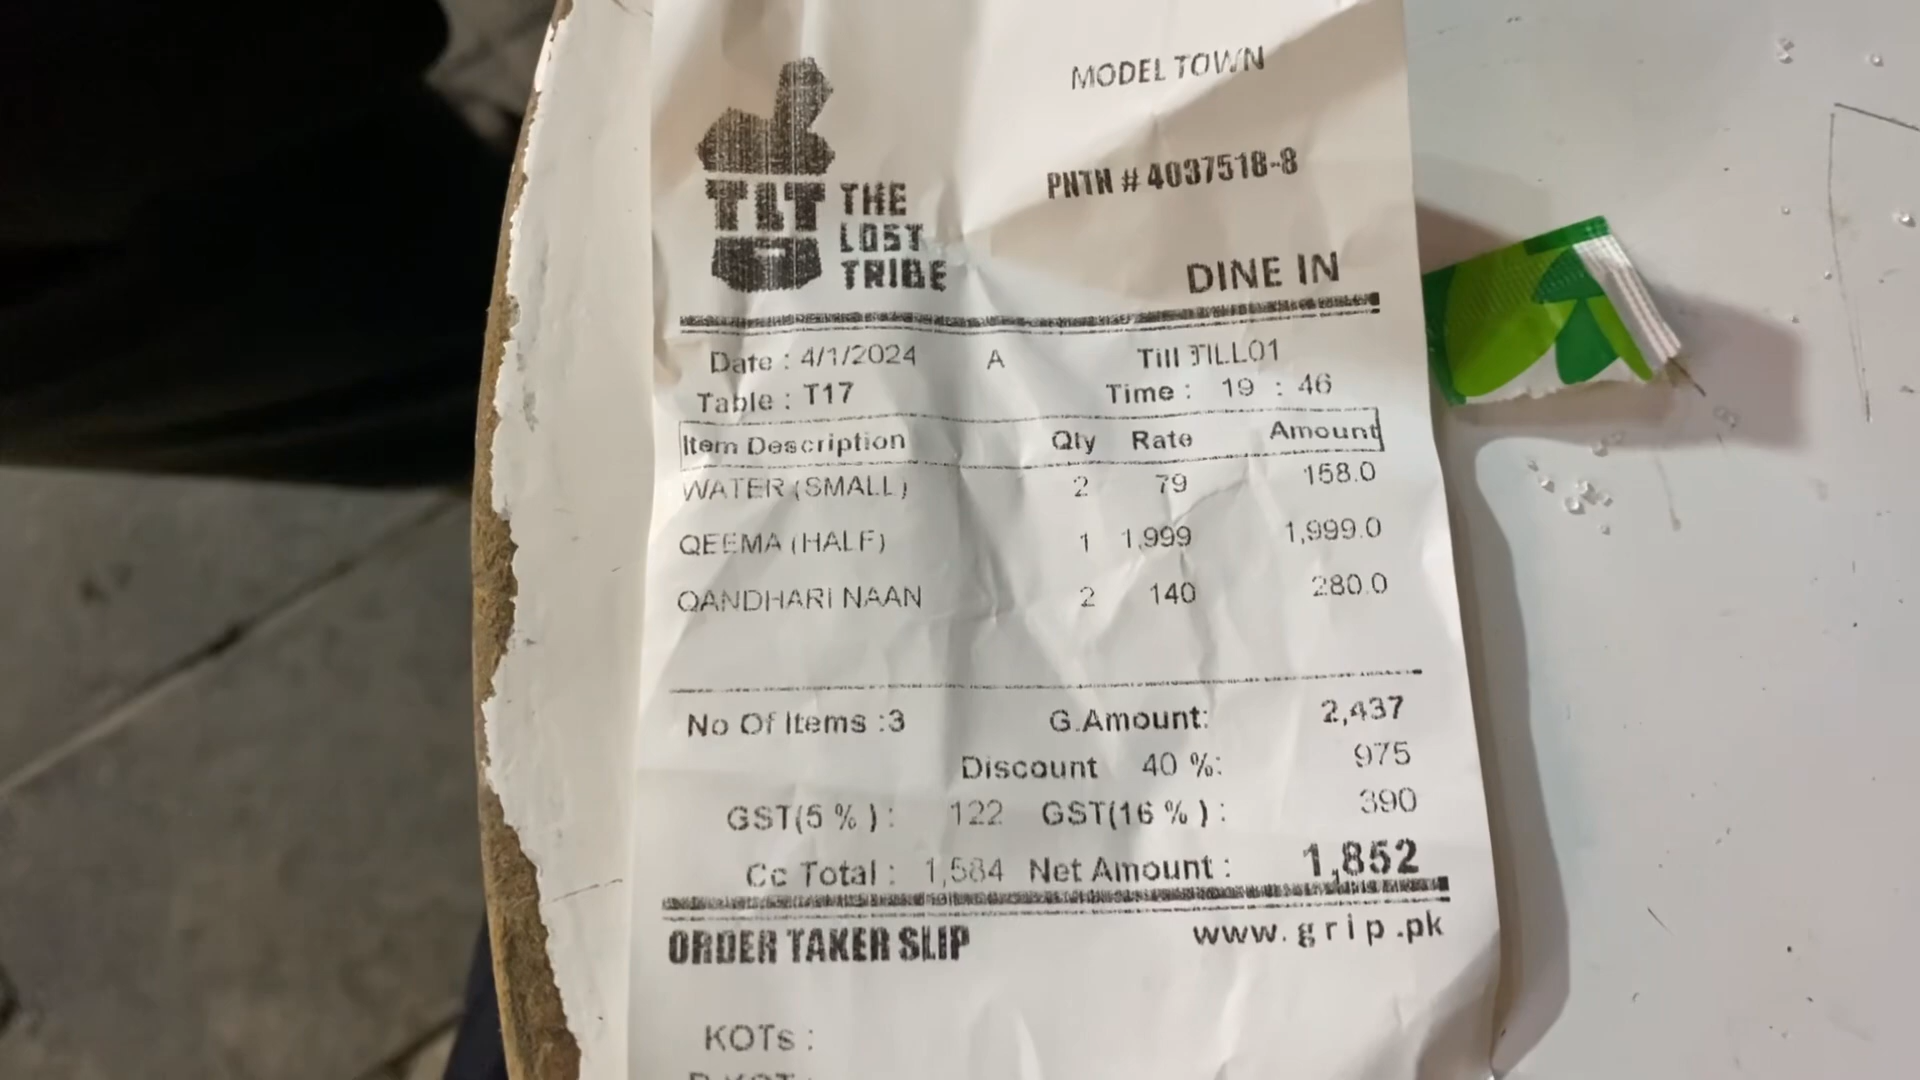 MODEL TOWN
PNTN # 4037518-8
TLT THE
LOST
TRIBE
DINE IN
Date : 4/1/2024 A Till TILL01
Table : T17 Time : 19 : 46
Item Description Qty Rate Amount
WATER (SMALL) 2 79 158.0
QEEMA (HALF) 1 1,999 1,999.0
QANDHARI NAAN 2 140 280.0
No Of Items :3 G.Amount: 2,437
Discount 40 %: 975
GST(5 % ) : 122 GST(16 % ) : 390
Cc Total : 1,584 Net Amount : 1,852
ORDER TAKER SLIP www.grip.pk
KOTs :